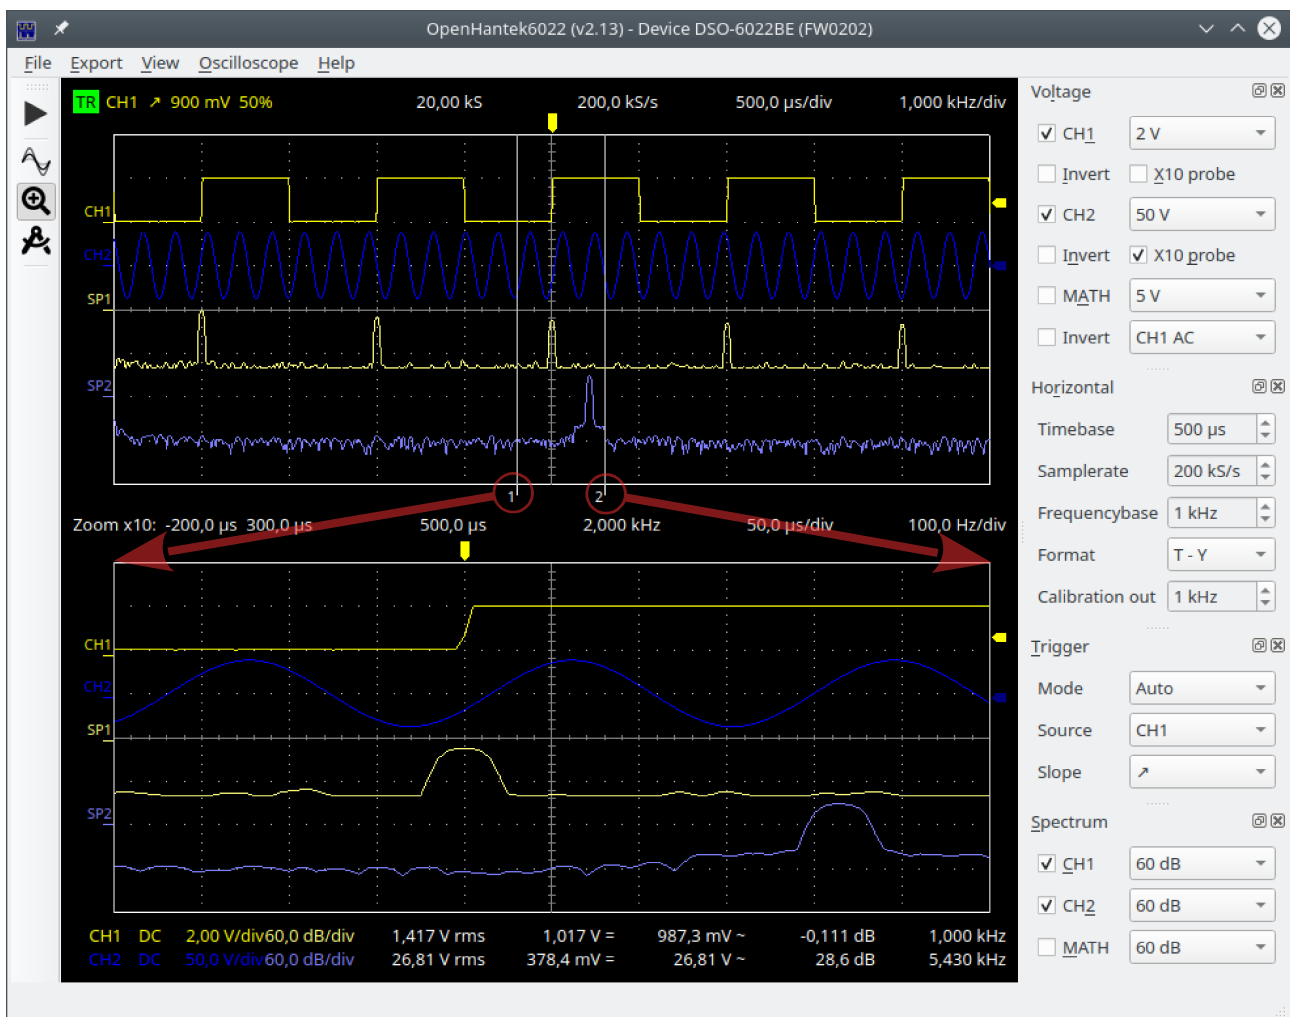 OpenHantek6022 (v2.13) - Device DSO-6022BE (FW0202)
File Export View Oscilloscope Help
TR CH1 ↗ 900 mV 50% 20,00 kS 200,0 kS/s 500,0 µs/div 1,000 kHz/div
CH1
CH2
SP1
SP2
1 2
Zoom x10: -200,0 µs 300,0 µs 500,0 µs 2,000 kHz 50,0 µs/div 100,0 Hz/div
CH1
CH2
SP1
SP2
CH1 DC 2,00 V/div 60,0 dB/div 1,417 V rms 1,017 V = 987,3 mV ~ -0,111 dB 1,000 kHz
CH2 DC 50,0 V/div 60,0 dB/div 26,81 V rms 378,4 mV = 26,81 V ~ 28,6 dB 5,430 kHz
Voltage
CH1 2 V
Invert X10 probe
CH2 50 V
Invert X10 probe
MATH 5 V
Invert CH1 AC
Horizontal
Timebase 500 µs
Samplerate 200 kS/s
Frequencybase 1 kHz
Format T - Y
Calibration out 1 kHz
Trigger
Mode Auto
Source CH1
Slope ↗
Spectrum
CH1 60 dB
CH2 60 dB
MATH 60 dB